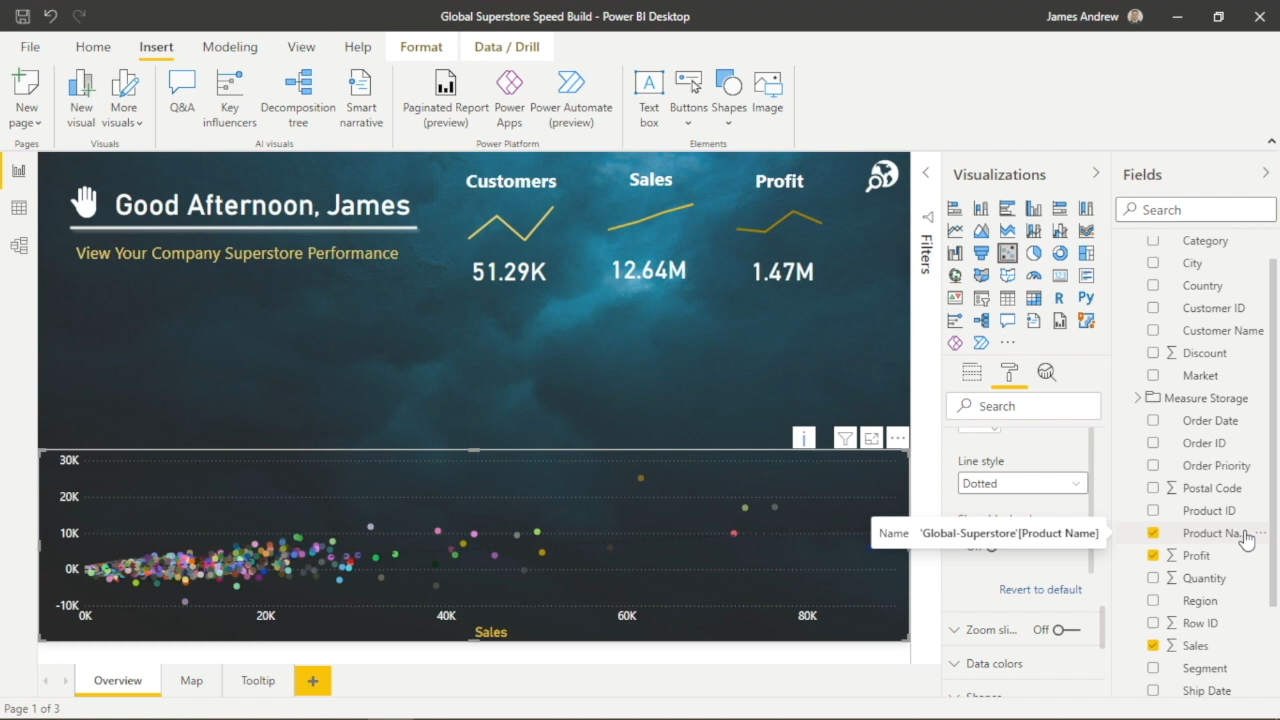 Global Superstore Speed Build - Power BI Desktop
James Andrew
File Home Insert Modeling View Help Format Data / Drill
New page
New visual
More visuals
Q&A
Key influencers
Decomposition tree
Smart narrative
Paginated Report (preview)
Power Apps
Power Automate (preview)
Text box
Buttons
Shapes
Image
Pages
Visuals
AI visuals
Power Platform
Elements
Good Afternoon, James
View Your Company Superstore Performance
Customers
51.29K
Sales
12.64M
Profit
1.47M
30K
20K
10K
0K
-10K
0K 20K 40K 60K 80K
Sales
Filters
Visualizations
R Py
Search
Line style
Dotted
Name 'Global-Superstore'[Product Name]
Revert to default
Zoom sli... Off
Data colors
Fields
Search
Category
City
Country
Customer ID
Customer Name
Discount
Market
Measure Storage
Order Date
Order ID
Order Priority
Postal Code
Product ID
Product Na...
Profit
Quantity
Region
Row ID
Sales
Segment
Ship Date
Overview Map Tooltip
Page 1 of 3